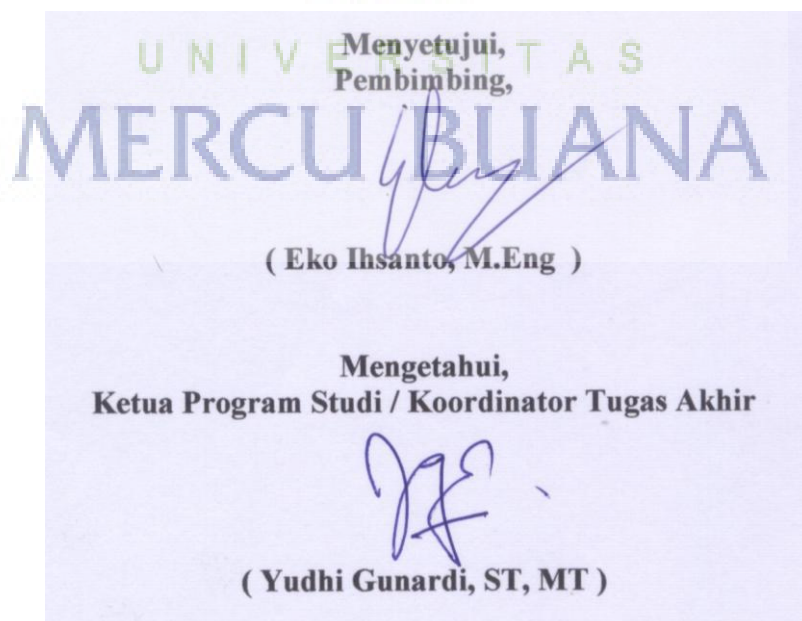 Menyetujui,
UNIVERSITAS
Pembimbing,
MERCU BUANA
( Eko Ihsanto, M.Eng )
Mengetahui,
Ketua Program Studi / Koordinator Tugas Akhir
( Yudhi Gunardi, ST, MT )